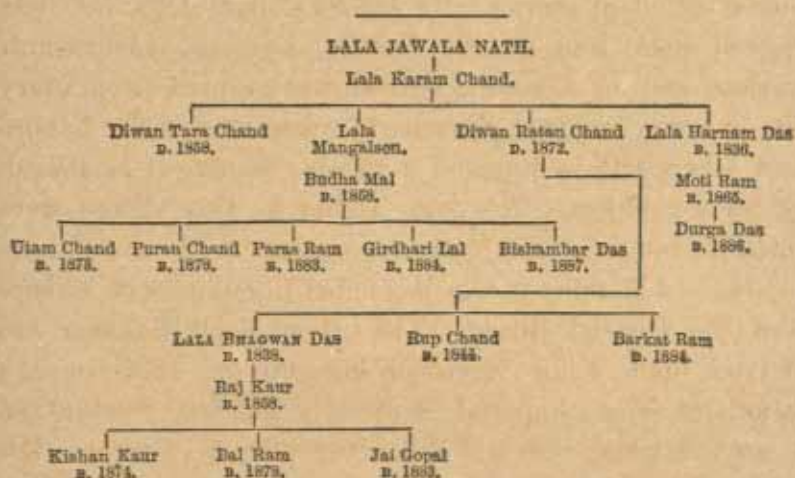 LALA JAWALA NATH.
Lala Karam Chand.
Diwan Tara Chand Lala Diwan Ratan Chand Lala Harnam Das
D. 1858. Mangalsen. D. 1872. B. 1836.
Budha Mal Moti Ram
B. 1858. B. 1865.
Durga Das
B. 1886.
Utam Chand Puran Chand Paras Ram Girdhari Lal Bishambar Das
B. 1878. B. 1879. B. 1883. B. 1884. B. 1887.
LALA BHAGWAN DAS Rup Chand Barkat Ram
B. 1838. B. 1844. B. 1884.
Raj Kaur
B. 1858.
Kishan Kaur Bal Ram Jai Gopal
B. 1874. B. 1879. B. 1883.